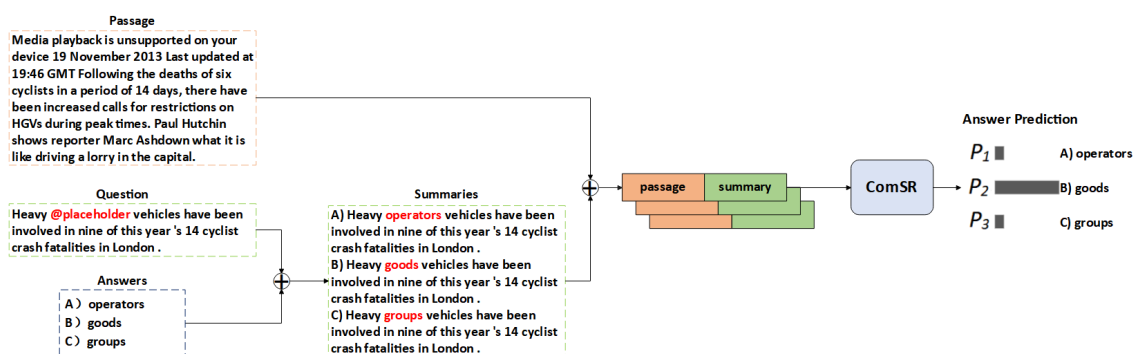 Passage
Media playback is unsupported on your
device 19 November 2013 Last updated at
19:46 GMT Following the deaths of six
cyclists in a period of 14 days, there have
been increased calls for restrictions on
HGVs during peak times. Paul Hutchin
shows reporter Marc Ashdown what it is
like driving a lorry in the capital.
Question
Heavy @placeholder vehicles have been
involved in nine of this year 's 14 cyclist
crash fatalities in London .
Answers
A） operators
B） goods
C） groups
Summaries
A) Heavy operators vehicles have been
involved in nine of this year 's 14 cyclist
crash fatalities in London .
B) Heavy goods vehicles have been
involved in nine of this year 's 14 cyclist
crash fatalities in London .
C) Heavy groups vehicles have been
involved in nine of this year 's 14 cyclist
crash fatalities in London .
passage summary
ComSR
Answer Prediction
P1 A) operators
P2 B) goods
P3 C) groups